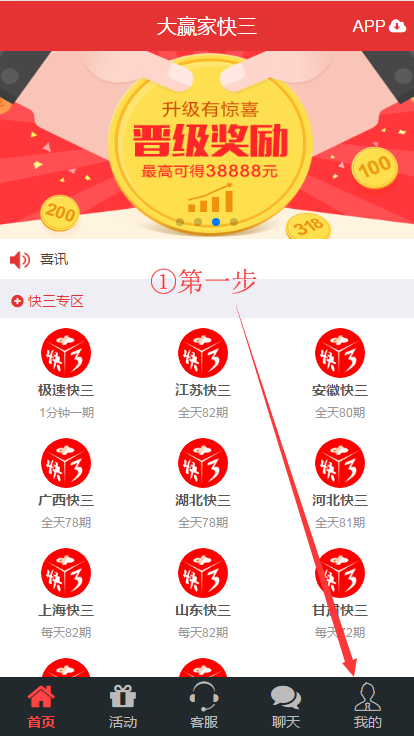 大赢家快三
APP
升级有惊喜
晋级奖励
最高可得38888元
200
100
318
喜讯
①第一步
快三专区
快3
快3
快3
极速快三
江苏快三
安徽快三
1分钟一期
全天82期
全天80期
快3
快3
快3
广西快三
湖北快三
河北快三
全天78期
全天78期
全天81期
快3
快3
快3
上海快三
山东快三
甘肃快三
每天82期
每天82期
每天72期
首页
活动
客服
聊天
我的